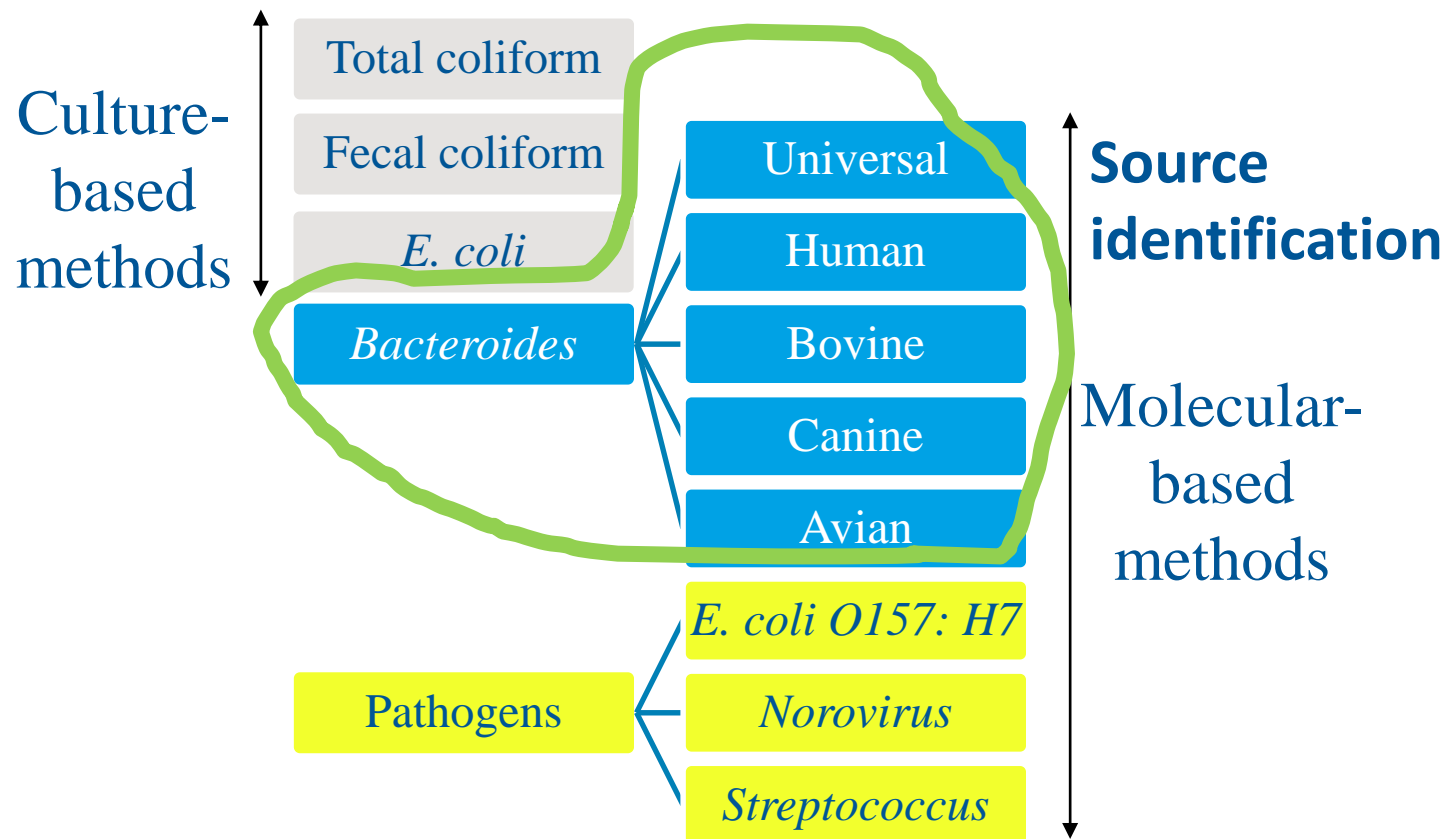 Culture-
based
methods
Total coliform
Fecal coliform
E. coli
Bacteroides
Pathogens
Universal
Human
Bovine
Canine
Avian
E. coli O157: H7
Norovirus
Streptococcus
Source
identification
Molecular-
based
methods